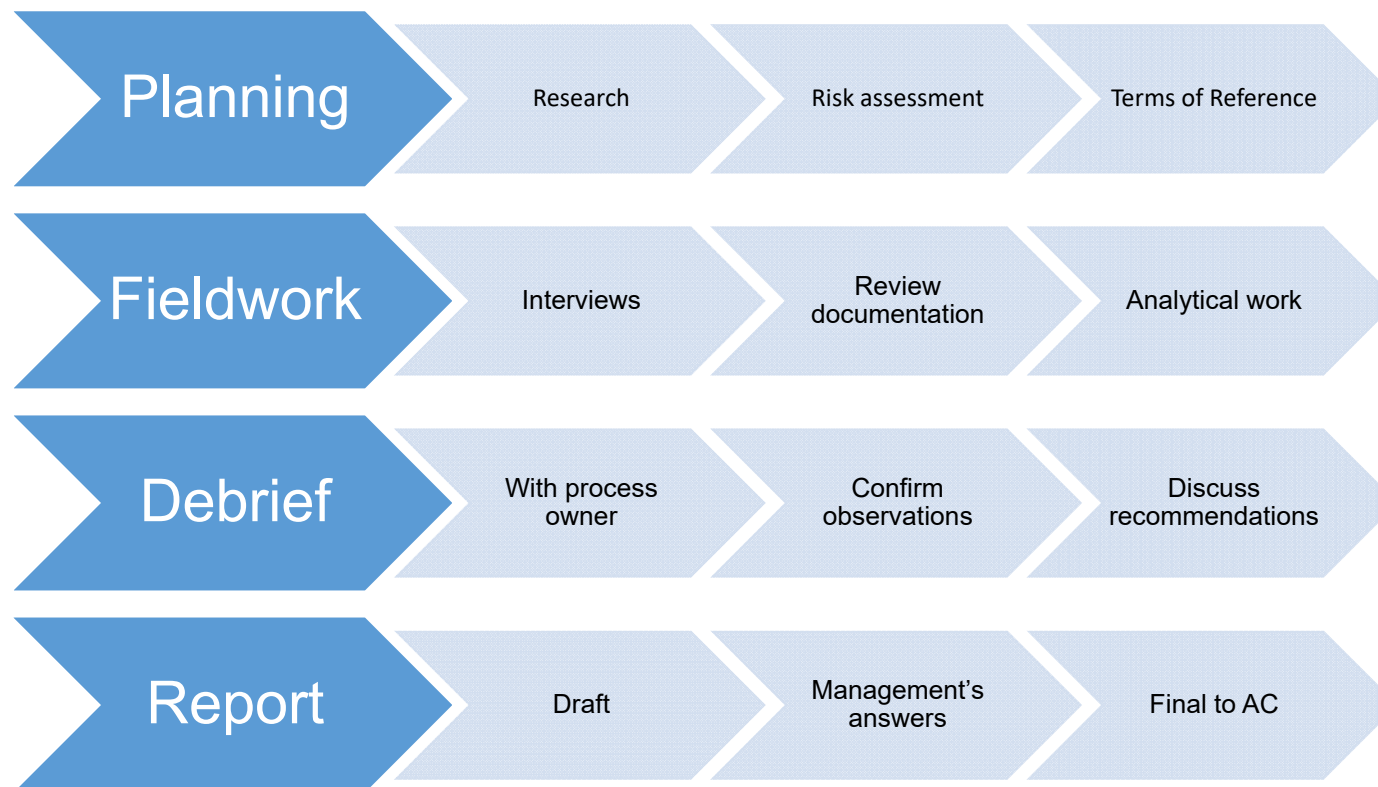 Planning
Research
Risk assessment
Terms of Reference
Fieldwork
Interviews
Review
documentation
Analytical work
Debrief
With process
owner
Confirm
observations
Discuss
recommendations
Report
Draft
Management’s
answers
Final to AC